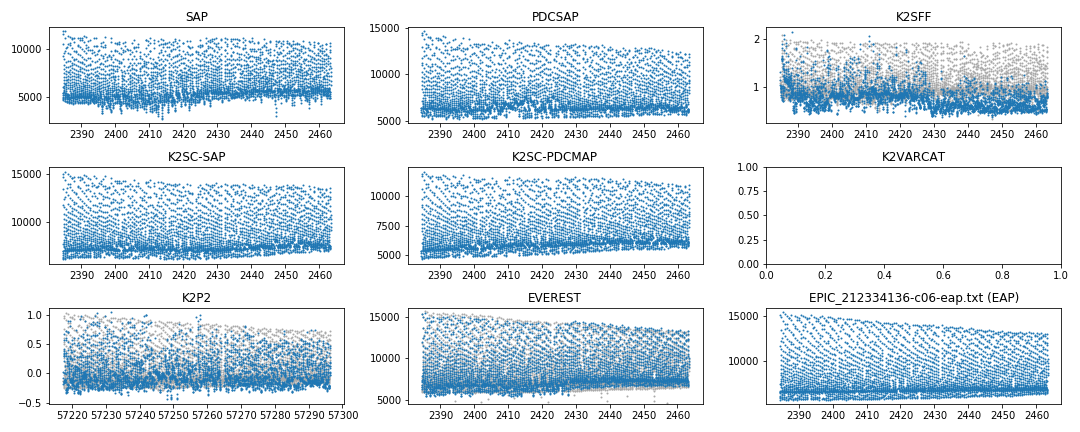 SAP
10000
5000
2390 2400 2410 2420 2430 2440 2450 2460
PDCSAP
15000
10000
5000
2390 2400 2410 2420 2430 2440 2450 2460
K2SFF
2
1
2390 2400 2410 2420 2430 2440 2450 2460
K2SC-SAP
15000
10000
2390 2400 2410 2420 2430 2440 2450 2460
K2SC-PDCMAP
10000
7500
5000
2390 2400 2410 2420 2430 2440 2450 2460
K2VARCAT
1.00
0.75
0.50
0.25
0.00
0.0 0.2 0.4 0.6 0.8 1.0
K2P2
1.0
0.5
0.0
−0.5
57220 57230 57240 57250 57260 57270 57280 57290 57300
EVEREST
15000
10000
5000
2390 2400 2410 2420 2430 2440 2450 2460
EPIC_212334136-c06-eap.txt (EAP)
15000
10000
2390 2400 2410 2420 2430 2440 2450 2460